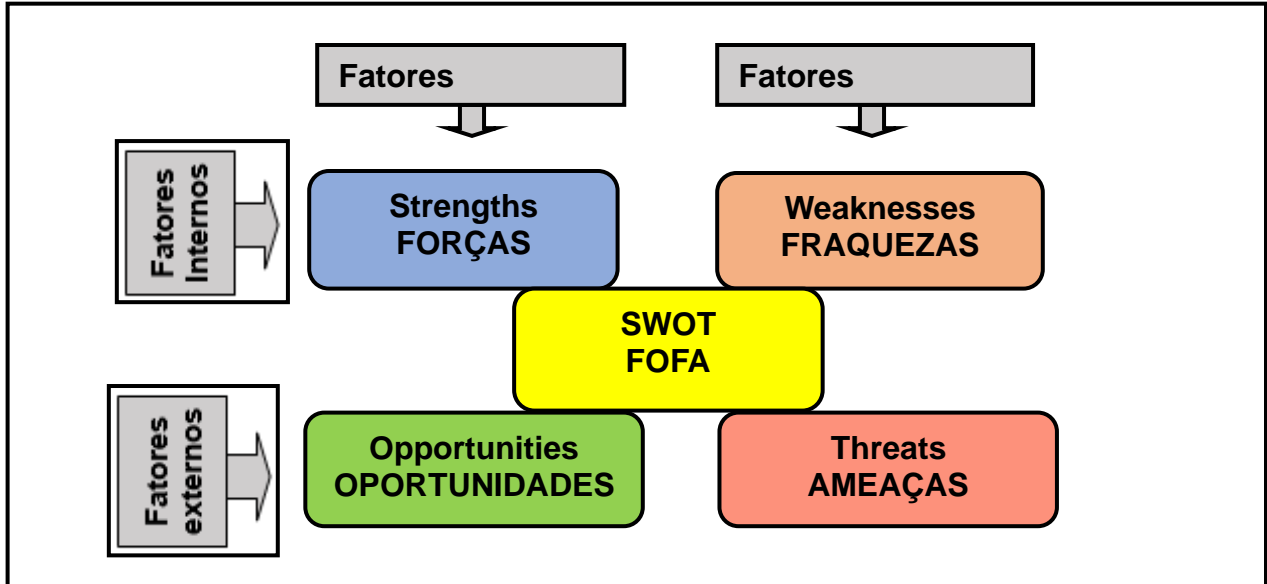 Fatores
Fatores
Fatores
Internos
Strengths
FORÇAS
Weaknesses
FRAQUEZAS
SWOT
FOFA
Fatores
externos
Opportunities
OPORTUNIDADES
Threats
AMEAÇAS